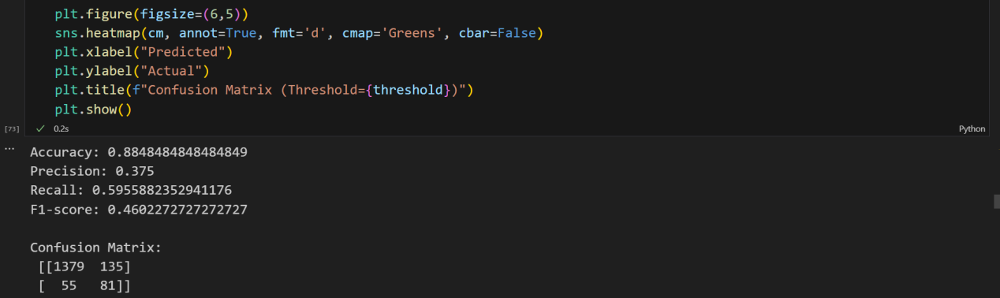 plt.figure(figsize=(6,5))
sns.heatmap(cm, annot=True, fmt='d', cmap='Greens', cbar=False)
plt.xlabel("Predicted")
plt.ylabel("Actual")
plt.title(f"Confusion Matrix (Threshold={threshold})")
plt.show()
[73] ✓ 0.2s Python
... Accuracy: 0.8848484848484849
Precision: 0.375
Recall: 0.5955882352941176
F1-score: 0.4602272727272727
Confusion Matrix:
[[1379 135]
[ 55 81]]